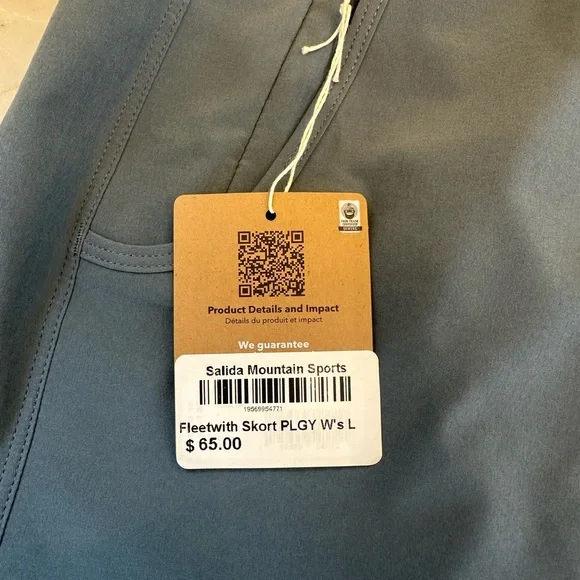 Product Details and Impact
Détails du produit et impact
We guarantee
Salida Mountain Sports
19569954771
Fleetwith Skort PLGY W's L
$ 65.00